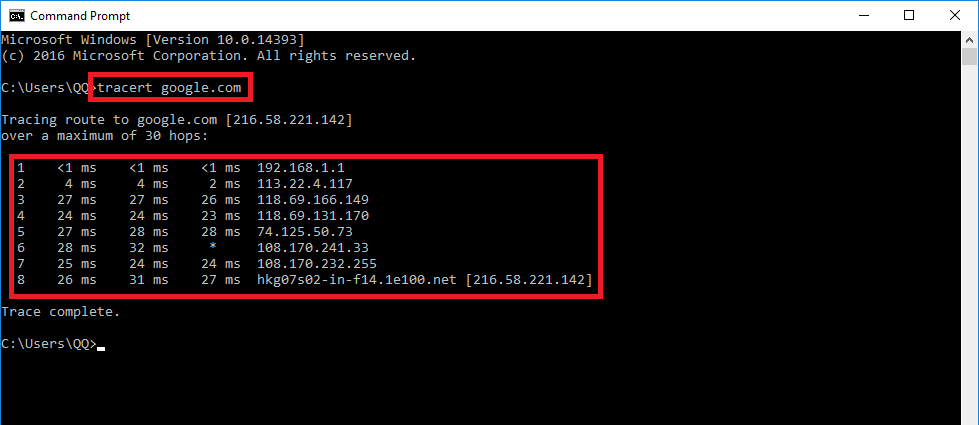 Command Prompt
Microsoft Windows [Version 10.0.14393]
(c) 2016 Microsoft Corporation. All rights reserved.
C:\Users\QQ>tracert google.com
Tracing route to google.com [216.58.221.142]
over a maximum of 30 hops:
1 <1 ms <1 ms <1 ms 192.168.1.1
2 4 ms 4 ms 2 ms 113.22.4.117
3 27 ms 27 ms 26 ms 118.69.166.149
4 24 ms 24 ms 23 ms 118.69.131.170
5 27 ms 28 ms 28 ms 74.125.50.73
6 28 ms 32 ms * 108.170.241.33
7 25 ms 24 ms 24 ms 108.170.232.255
8 26 ms 31 ms 27 ms hkg07s02-in-f14.1e100.net [216.58.221.142]
Trace complete.
C:\Users\QQ>